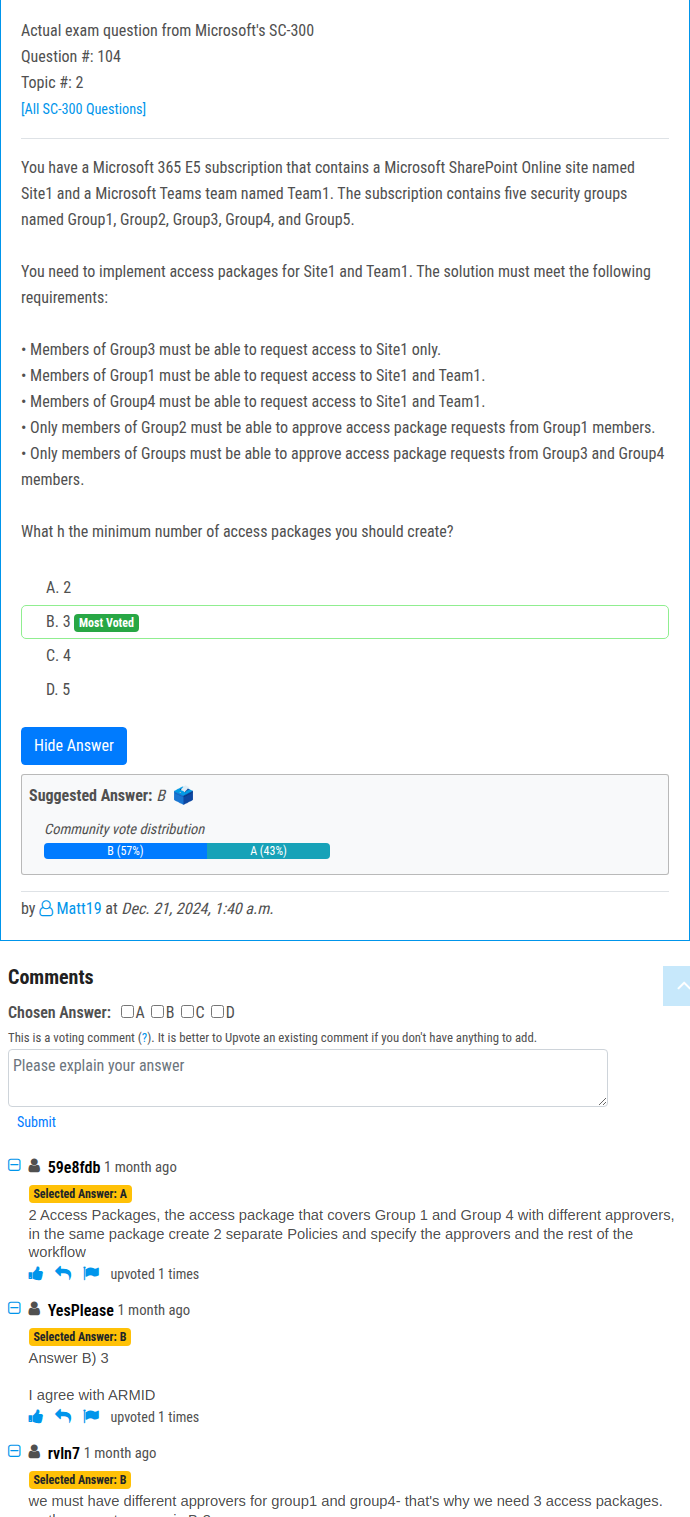 Actual exam question from Microsoft's SC-300
Question #: 104
Topic #: 2
[All SC-300 Questions]
You have a Microsoft 365 E5 subscription that contains a Microsoft SharePoint Online site named
Site1 and a Microsoft Teams team named Team1. The subscription contains five security groups
named Group1, Group2, Group3, Group4, and Group5.
You need to implement access packages for Site1 and Team1. The solution must meet the following
requirements:
• Members of Group3 must be able to request access to Site1 only.
• Members of Group1 must be able to request access to Site1 and Team1.
• Members of Group4 must be able to request access to Site1 and Team1.
• Only members of Group2 must be able to approve access package requests from Group1 members.
• Only members of Groups must be able to approve access package requests from Group3 and Group4
members.
What h the minimum number of access packages you should create?
A. 2
B. 3 Most Voted
C. 4
D. 5
Hide Answer
Suggested Answer: B
Community vote distribution
B (57%) A (43%)
by Matt19 at Dec. 21, 2024, 1:40 a.m.
Comments
Chosen Answer: A B C D
This is a voting comment (?). It is better to Upvote an existing comment if you don't have anything to add.
Please explain your answer
Submit
59e8fdb 1 month ago
Selected Answer: A
2 Access Packages, the access package that covers Group 1 and Group 4 with different approvers,
in the same package create 2 separate Policies and specify the approvers and the rest of the
workflow
upvoted 1 times
YesPlease 1 month ago
Selected Answer: B
Answer B) 3
I agree with ARMID
upvoted 1 times
rvln7 1 month ago
Selected Answer: B
we must have different approvers for group1 and group4- that's why we need 3 access packages.